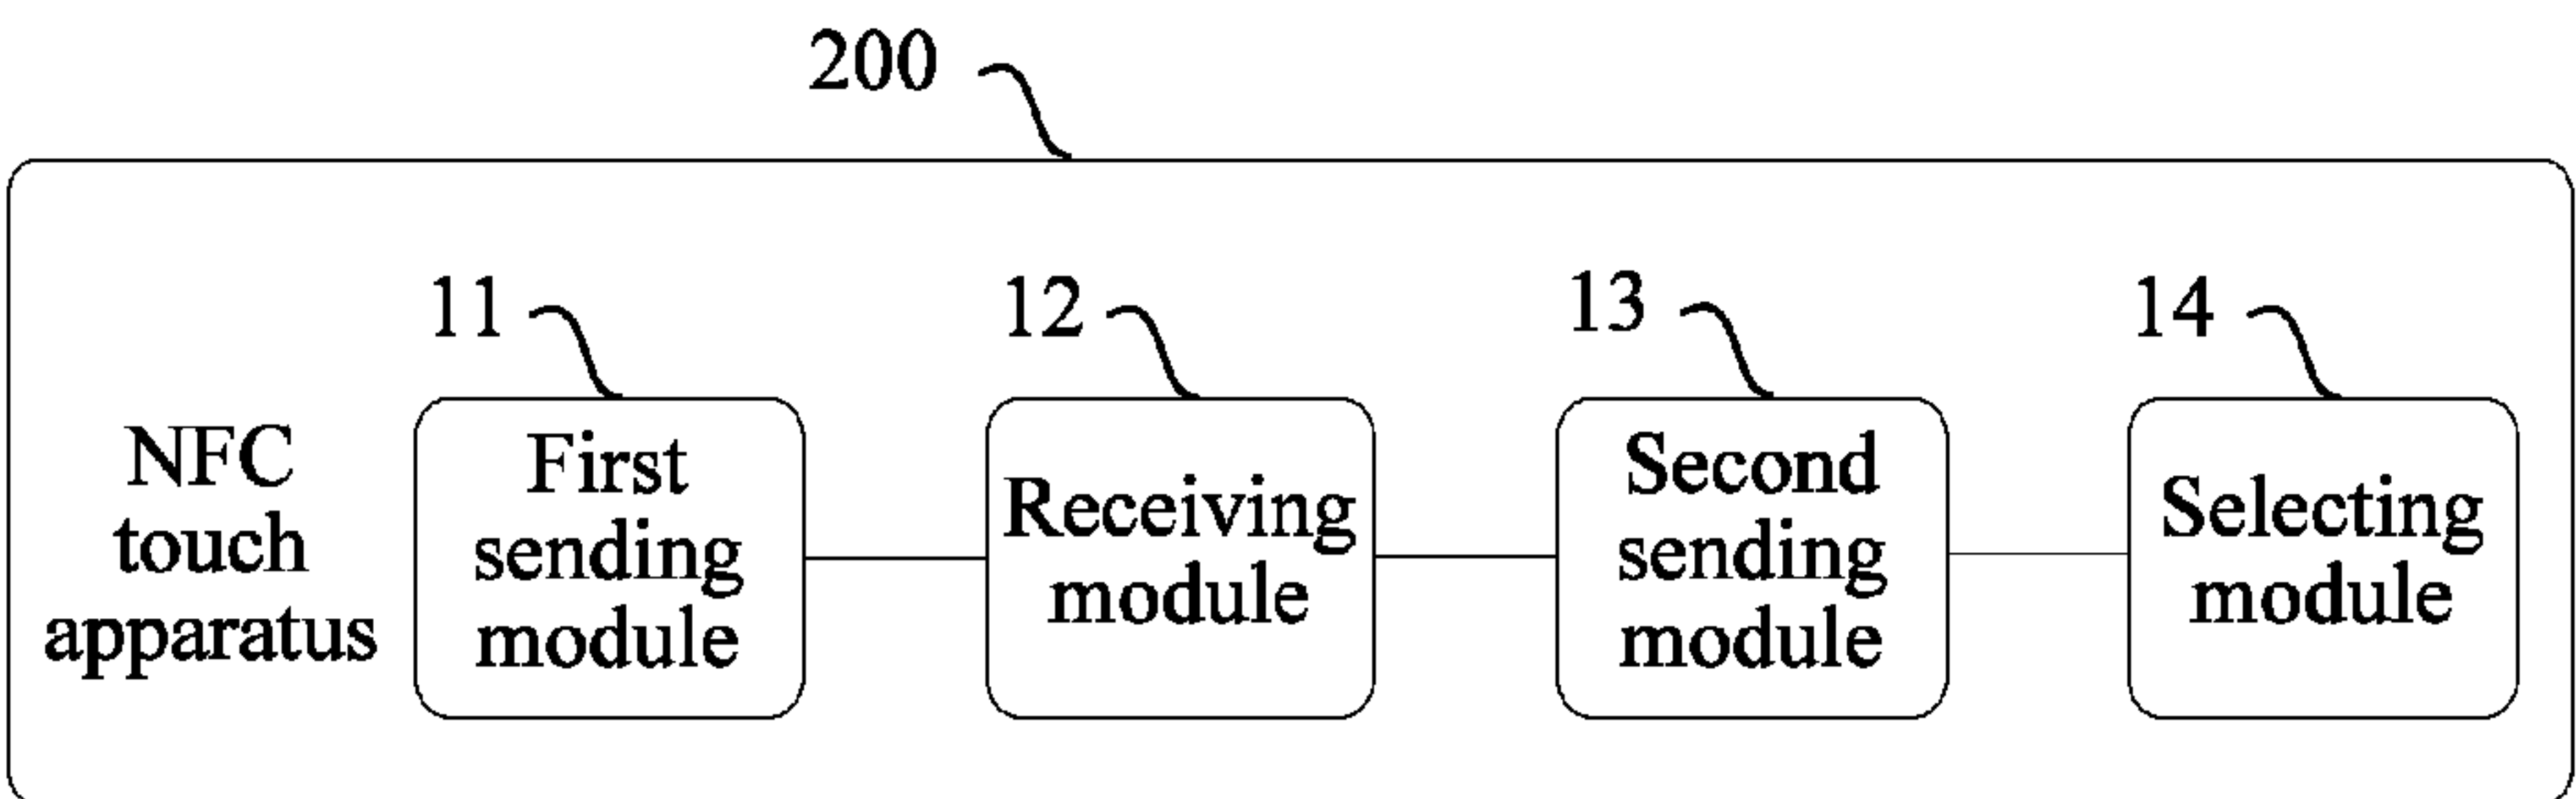 200
11
12
13
14
NFC
touch
apparatus
First
sending
module
Receiving
module
Second
sending
module
Selecting
module